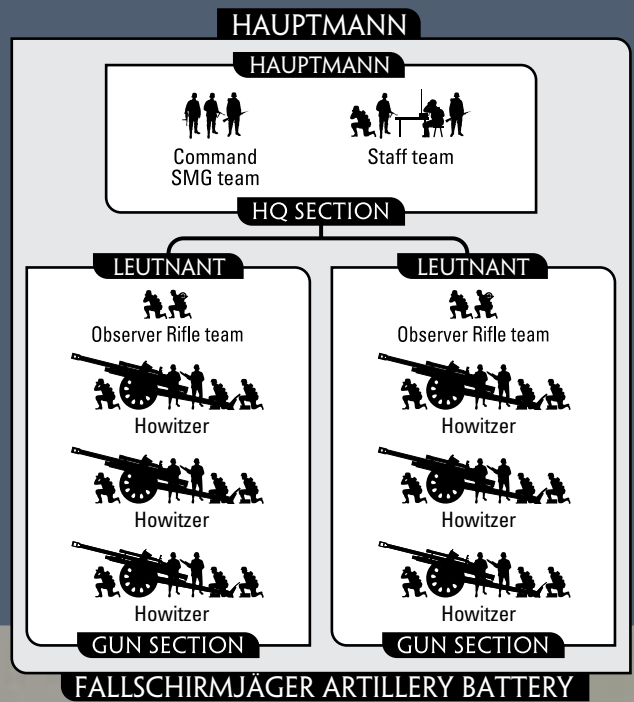 HAUPTMANN
HAUPTMANN
Command
SMG team
Staff team
HQ SECTION
LEUTNANT
Observer Rifle team
Howitzer
Howitzer
Howitzer
GUN SECTION
LEUTNANT
Observer Rifle team
Howitzer
Howitzer
Howitzer
GUN SECTION
FALLSCHIRMJÄGER ARTILLERY BATTERY